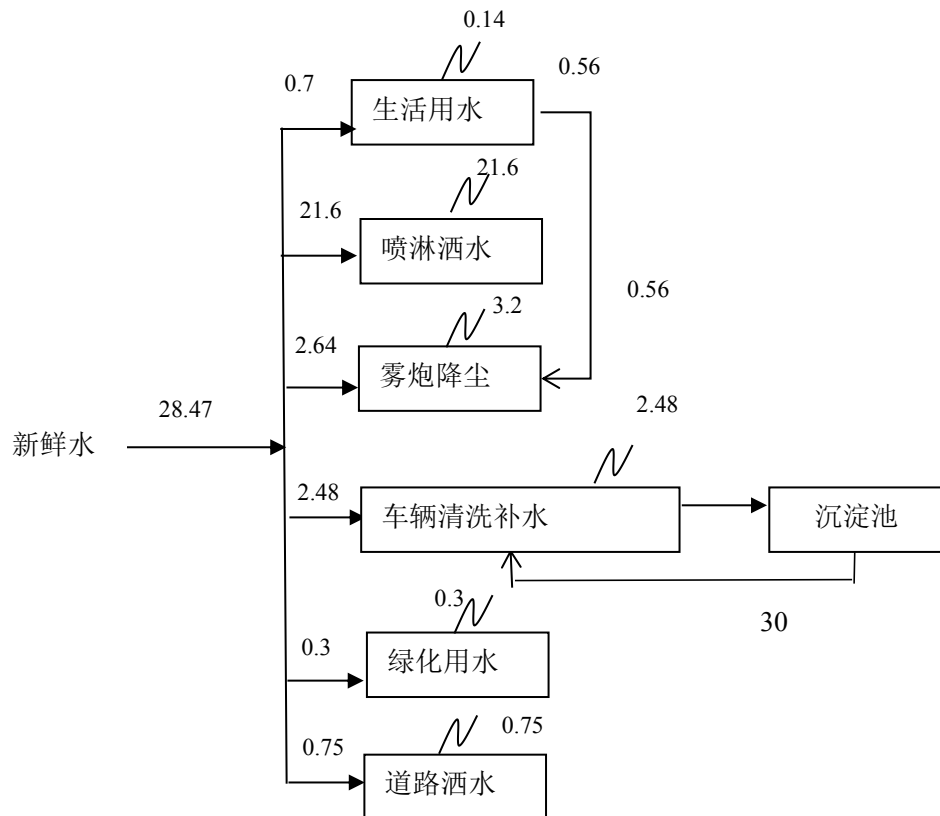 0.14
0.56
0.7
生活用水
21.6
21.6
喷淋洒水
0.56
3.2
2.64
雾炮降尘
28.47
新鲜水
2.48
2.48
车辆清洗补水
沉淀池
30
0.3
0.3
绿化用水
0.75
0.75
道路洒水